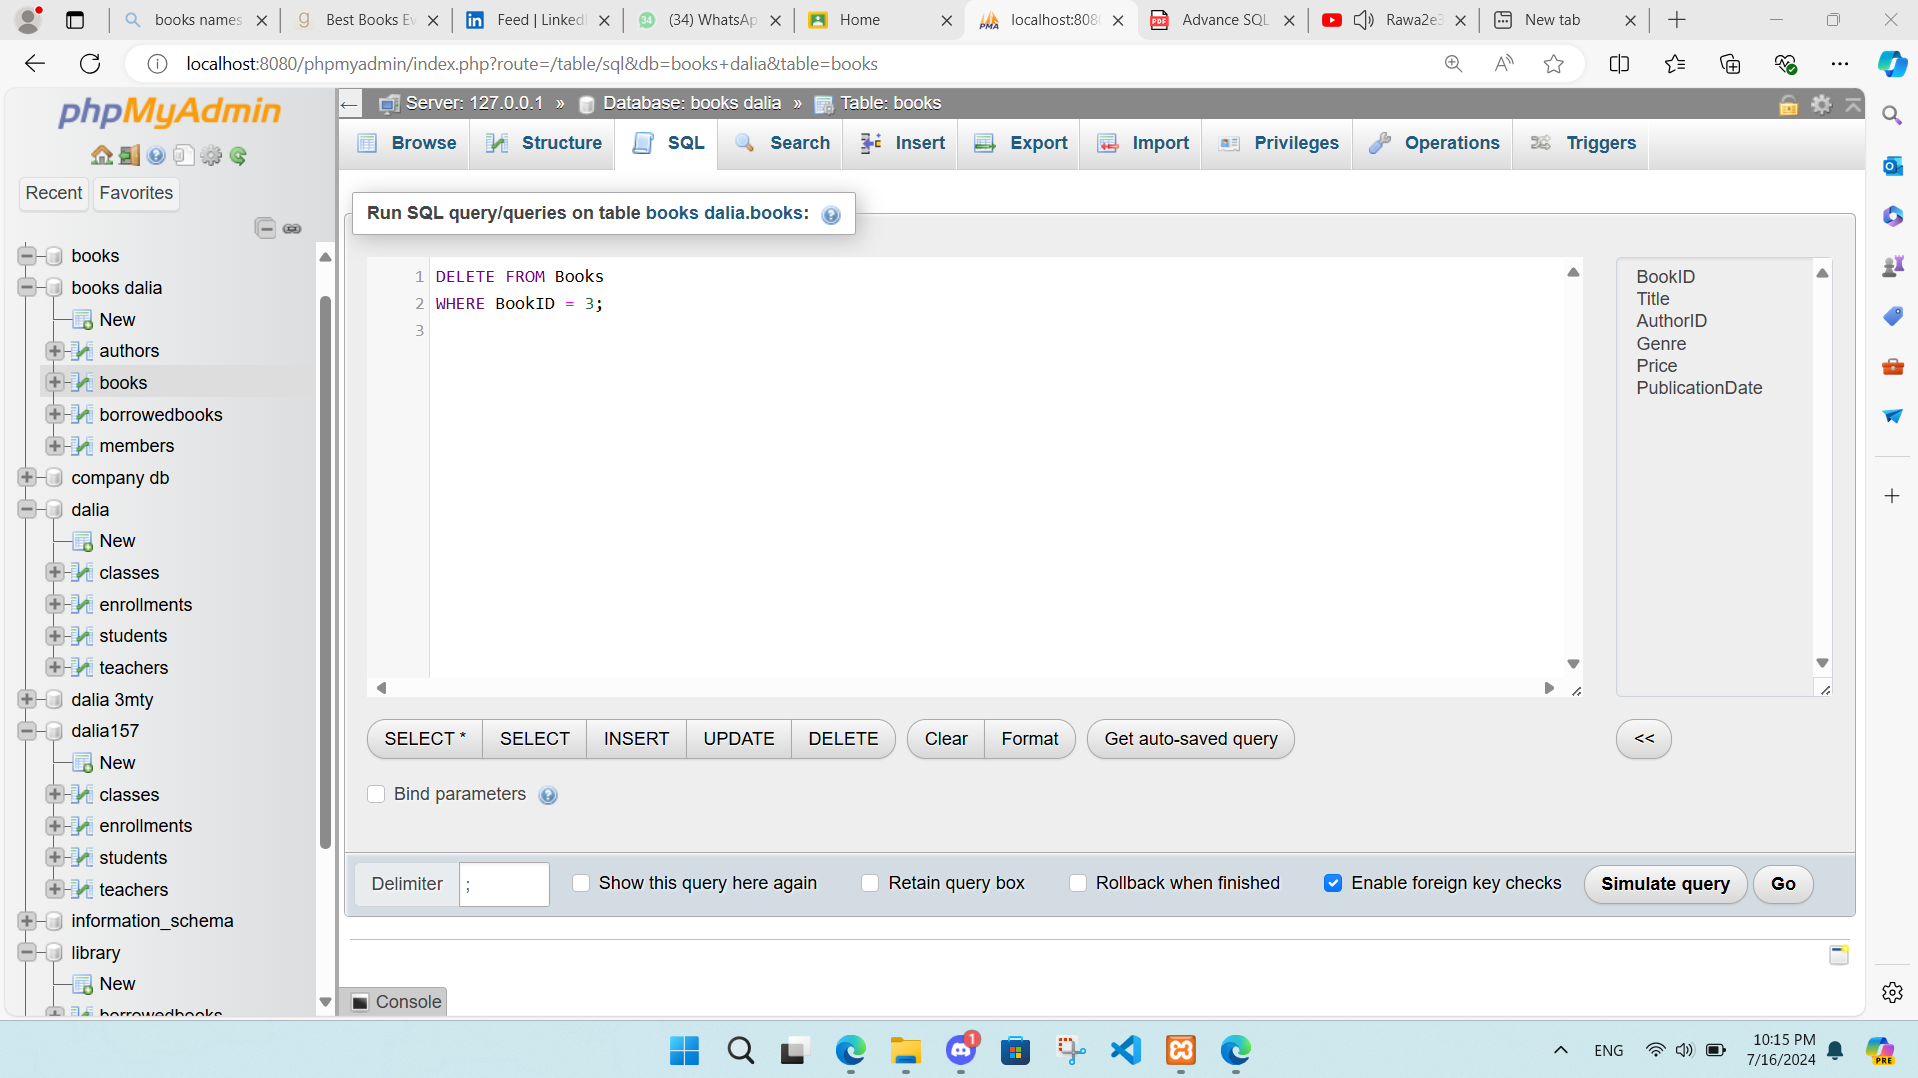 books names
Best Books Ev
Feed | Linked
(34) WhatsAp
Home
localhost:808
Advance SQL
Rawa2e3
New tab
localhost:8080/phpmyadmin/index.php?route=/table/sql&db=books+dalia&table=books
phpMyAdmin
Recent
Favorites
books
books dalia
New
authors
books
borrowedbooks
members
company db
dalia
New
classes
enrollments
students
teachers
dalia 3mty
dalia157
New
classes
enrollments
students
teachers
information_schema
library
New
borrowedbooks
Server: 127.0.0.1 » Database: books dalia » Table: books
Browse
Structure
SQL
Search
Insert
Export
Import
Privileges
Operations
Triggers
Run SQL query/queries on table books dalia.books:
1 DELETE FROM Books
2 WHERE BookID = 3;
3
BookID
Title
AuthorID
Genre
Price
PublicationDate
SELECT *
SELECT
INSERT
UPDATE
DELETE
Clear
Format
Get auto-saved query
<<
Bind parameters
Delimiter
;
Show this query here again
Retain query box
Rollback when finished
Enable foreign key checks
Simulate query
Go
Console
1
ENG
10:15 PM
7/16/2024
PRE